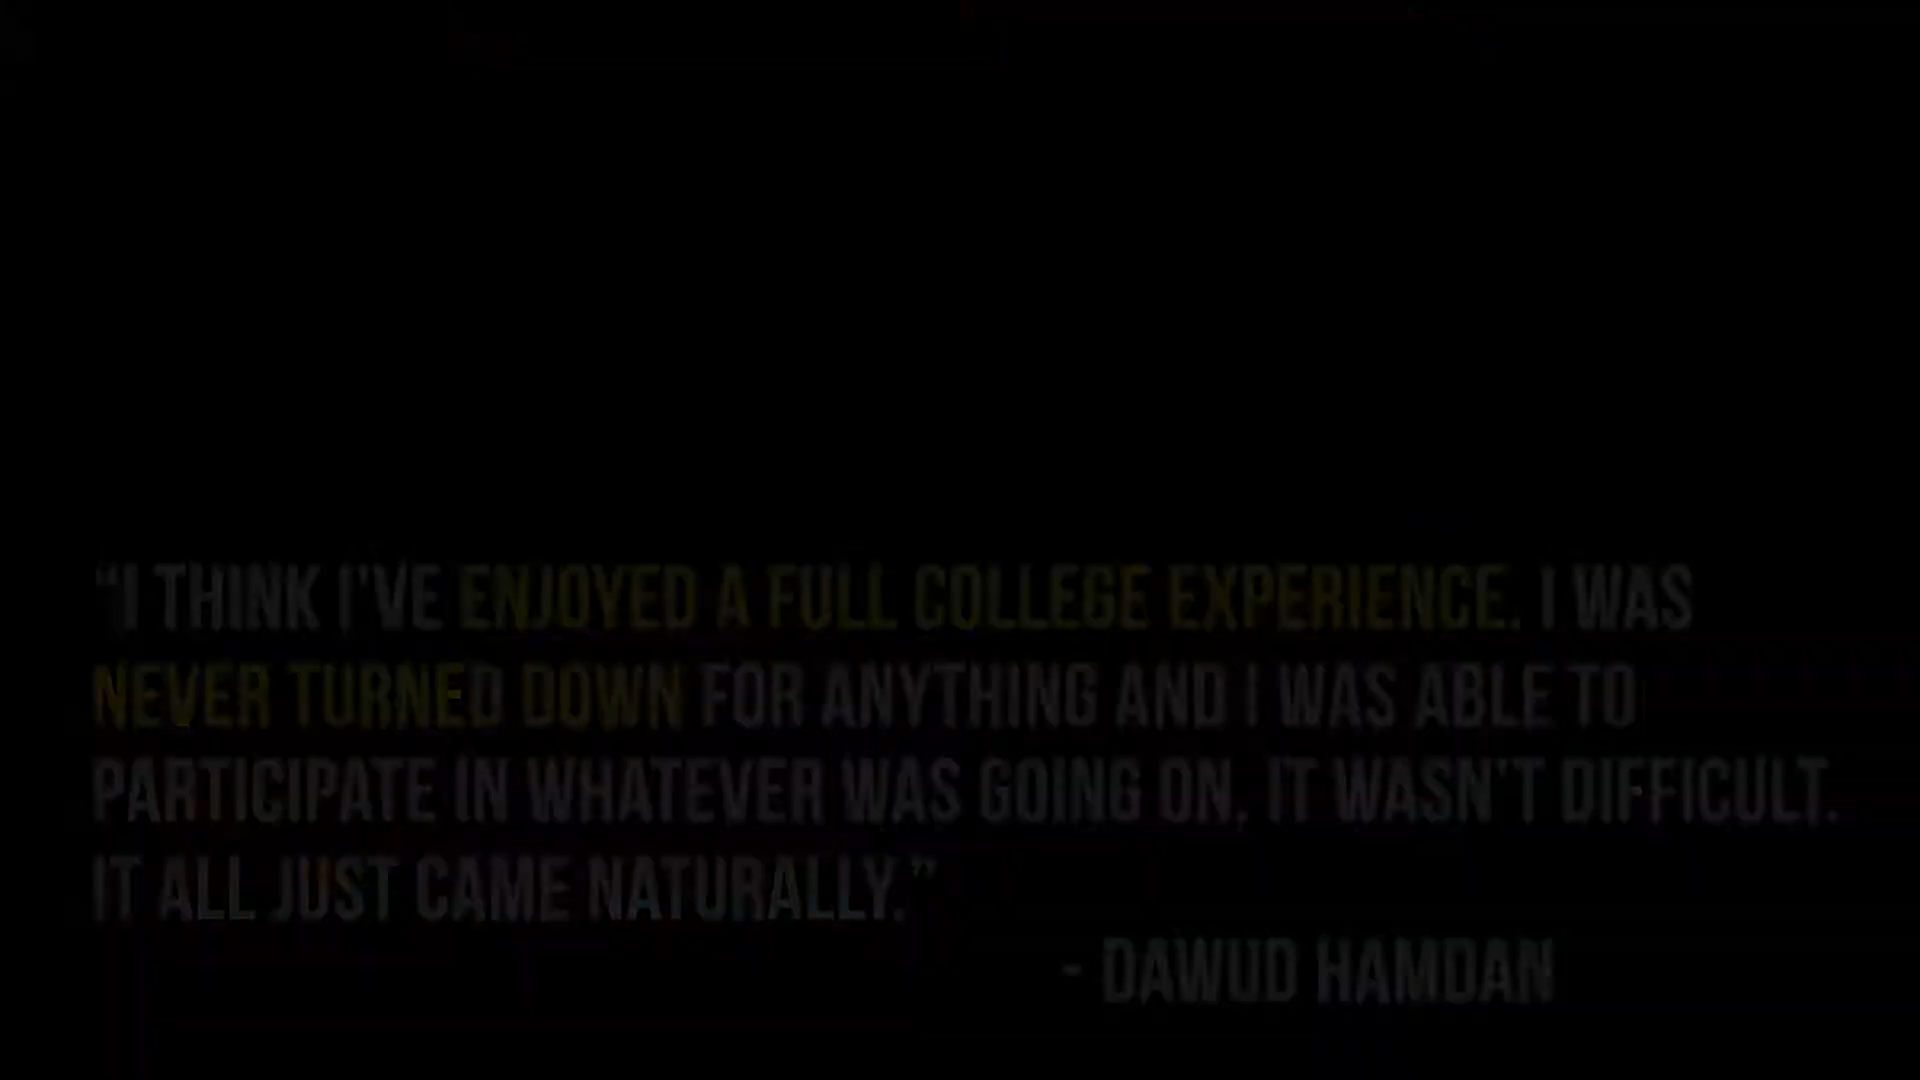 “I THINK I'VE ENJOYED A FULL COLLEGE EXPERIENCE. I WAS
NEVER TURNED DOWN FOR ANYTHING AND I WAS ABLE TO
PARTICIPATE IN WHATEVER WAS GOING ON. IT WASN'T DIFFICULT.
IT ALL JUST CAME NATURALLY.”
- DAWUD HAMDAN